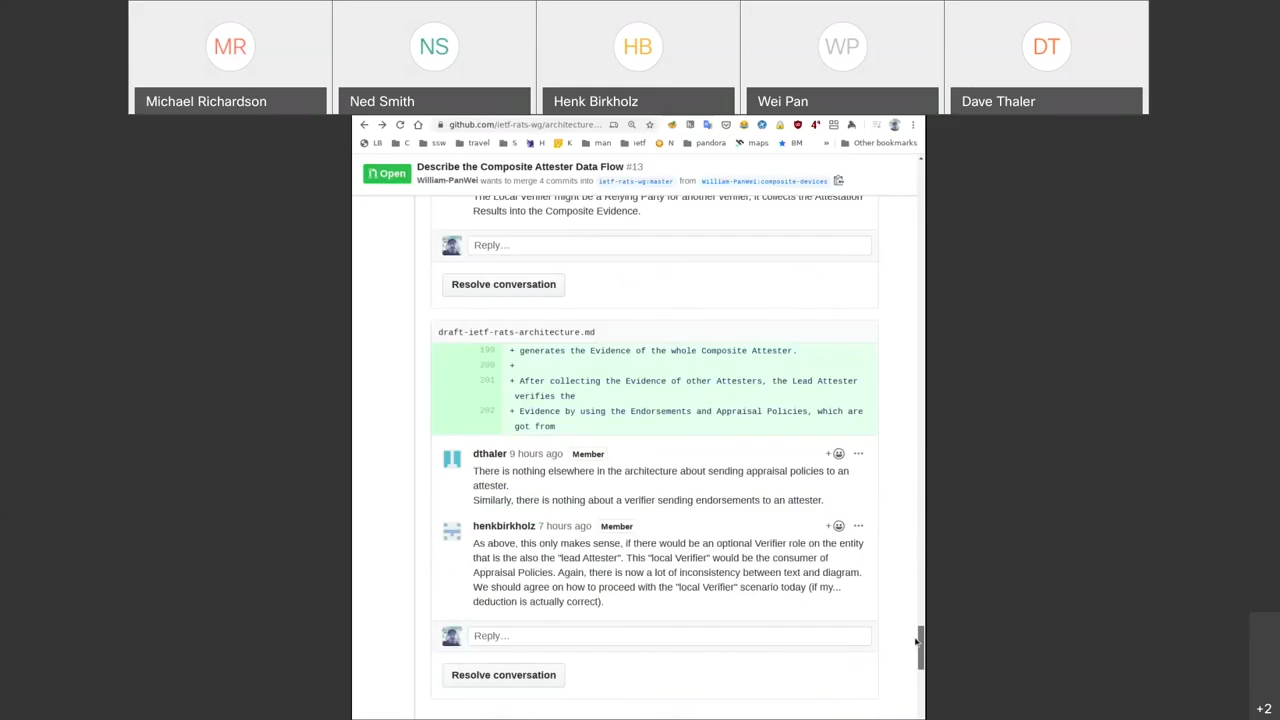 MR
NS
HB
WP
DT
Michael Richardson
Ned Smith
Henk Birkholz
Wei Pan
Dave Thaler
github.com/ietf-rats-wg/architecture...
LB
C
ssw
travel
S
H
K
man
ietf
N
pandora
maps
BM
»
Other bookmarks
Open
Describe the Composite Attester Data Flow #13
William-PanWei wants to merge 4 commits into ietf-rats-wg:master from William-PanWei:composite-devices
The Local Verifier might be a Relying Party for another Verifier, it collects the Attestation
Results into the Composite Evidence.
Reply...
Resolve conversation
draft-ietf-rats-architecture.md
199 + generates the Evidence of the whole Composite Attester.
200 +
201 + After collecting the Evidence of other Attesters, the Lead Attester
verifies the
202 + Evidence by using the Endorsements and Appraisal Policies, which are
got from
dthaler 9 hours ago Member
There is nothing elsewhere in the architecture about sending appraisal policies to an
attester.
Similarly, there is nothing about a verifier sending endorsements to an attester.
henkbirkholz 7 hours ago Member
As above, this only makes sense, if there would be an optional Verifier role on the entity
that is the also the "lead Attester". This "local Verifier" would be the consumer of
Appraisal Policies. Again, there is now a lot of inconsistency between text and diagram.
We should agree on how to proceed with the "local Verifier" scenario today (if my...
deduction is actually correct).
Reply...
Resolve conversation
+2